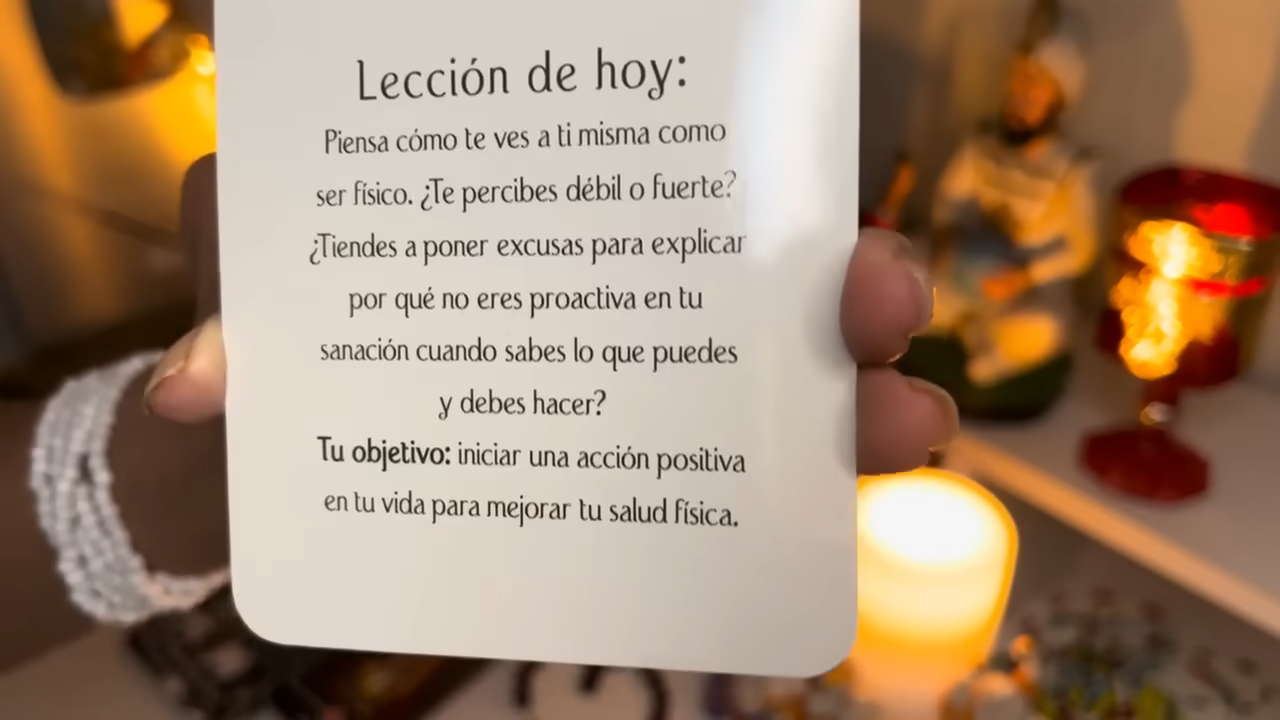 Lección de hoy:
Piensa cómo te ves a ti misma como
ser físico. ¿Te percibes débil o fuerte?
¿Tiendes a poner excusas para explicar
por qué no eres proactiva en tu
sanación cuando sabes lo que puedes
y debes hacer?
Tu objetivo: iniciar una acción positiva
en tu vida para mejorar tu salud física.